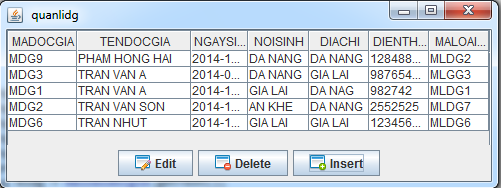 quanlidg
MADOCGIA TENDOCGIA NGAYSI... NOISINH DIACHI DIENTH... MALOAI...
MDG9 PHAM HONG HAI 2014-1... DA NANG DA NANG 128488... MLDG2
MDG3 TRAN VAN A 2014-0... DA NANG GIA LAI 987654... MLGG3
MDG1 TRAN VAN A 2014-1... GIA LAI DA NAG 982742 MLDG1
MDG2 TRAN VAN SON 2014-1... AN KHE DA NANG 2552525 MLDG7
MDG6 TRAN NHUT 2014-1... GIA LAI GIA LAI 123456... MLDG6
Edit Delete Insert